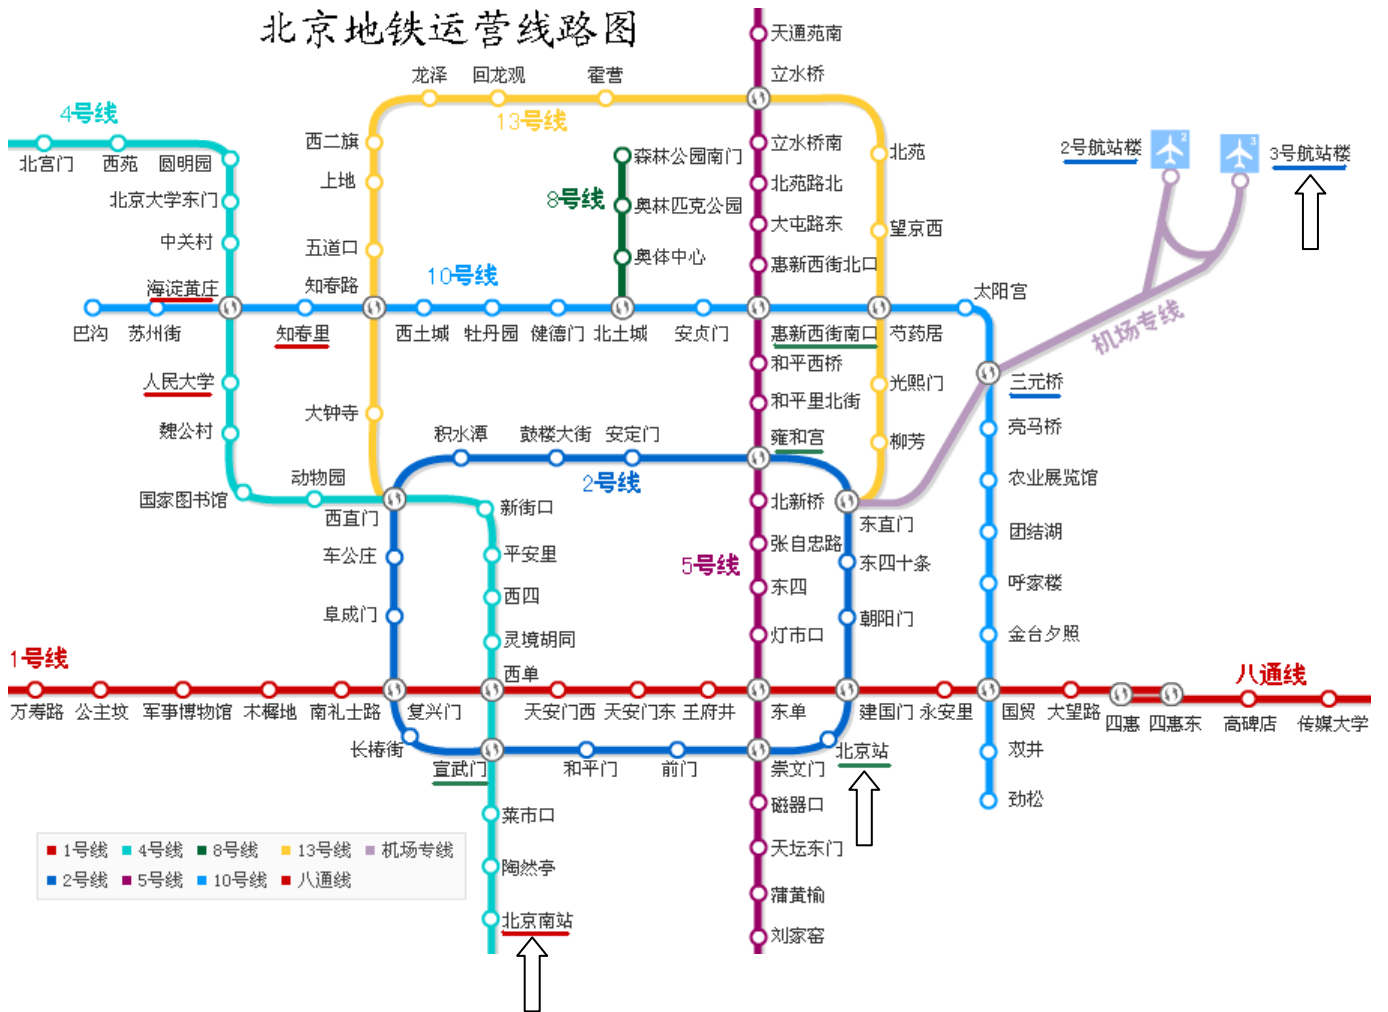 北京地铁运营线路图
天通苑南
龙泽
回龙观
霍营
立水桥
4号线
13号线
北宫门
西苑
圆明园
西二旗
森林公园南门
立水桥南
北苑
2号航站楼
2
3
3号航站楼
上地
北苑路北
北京大学东门
8号线
奥林匹克公园
大屯路东
望京西
中关村
五道口
奥体中心
惠新西街北口
10号线
海淀黄庄
知春路
太阳宫
机场专线
巴沟
苏州街
知春里
西土城
牡丹园
健德门
北土城
安贞门
惠新西街南口
芍药居
和平西桥
人民大学
光熙门
三元桥
大钟寺
和平里北街
魏公村
积水潭
鼓楼大街
安定门
雍和宫
柳芳
亮马桥
动物园
2号线
农业展览馆
国家图书馆
西直门
新街口
北新桥
东直门
车公庄
平安里
5号线
张自忠路
东四十条
团结湖
西四
东四
呼家楼
阜成门
灵境胡同
灯市口
朝阳门
金台夕照
1号线
西单
八通线
万寿路
公主坟
军事博物馆
木樨地
南礼士路
复兴门
天安门西
天安门东
王府井
东单
建国门
永安里
国贸
大望路
四惠
四惠东
高碑店
传媒大学
长椿街
宣武门
和平门
前门
崇文门
北京站
双井
菜市口
磁器口
劲松
1号线
4号线
8号线
13号线
机场专线
天坛东门
2号线
5号线
10号线
八通线
陶然亭
蒲黄榆
北京南站
刘家窑